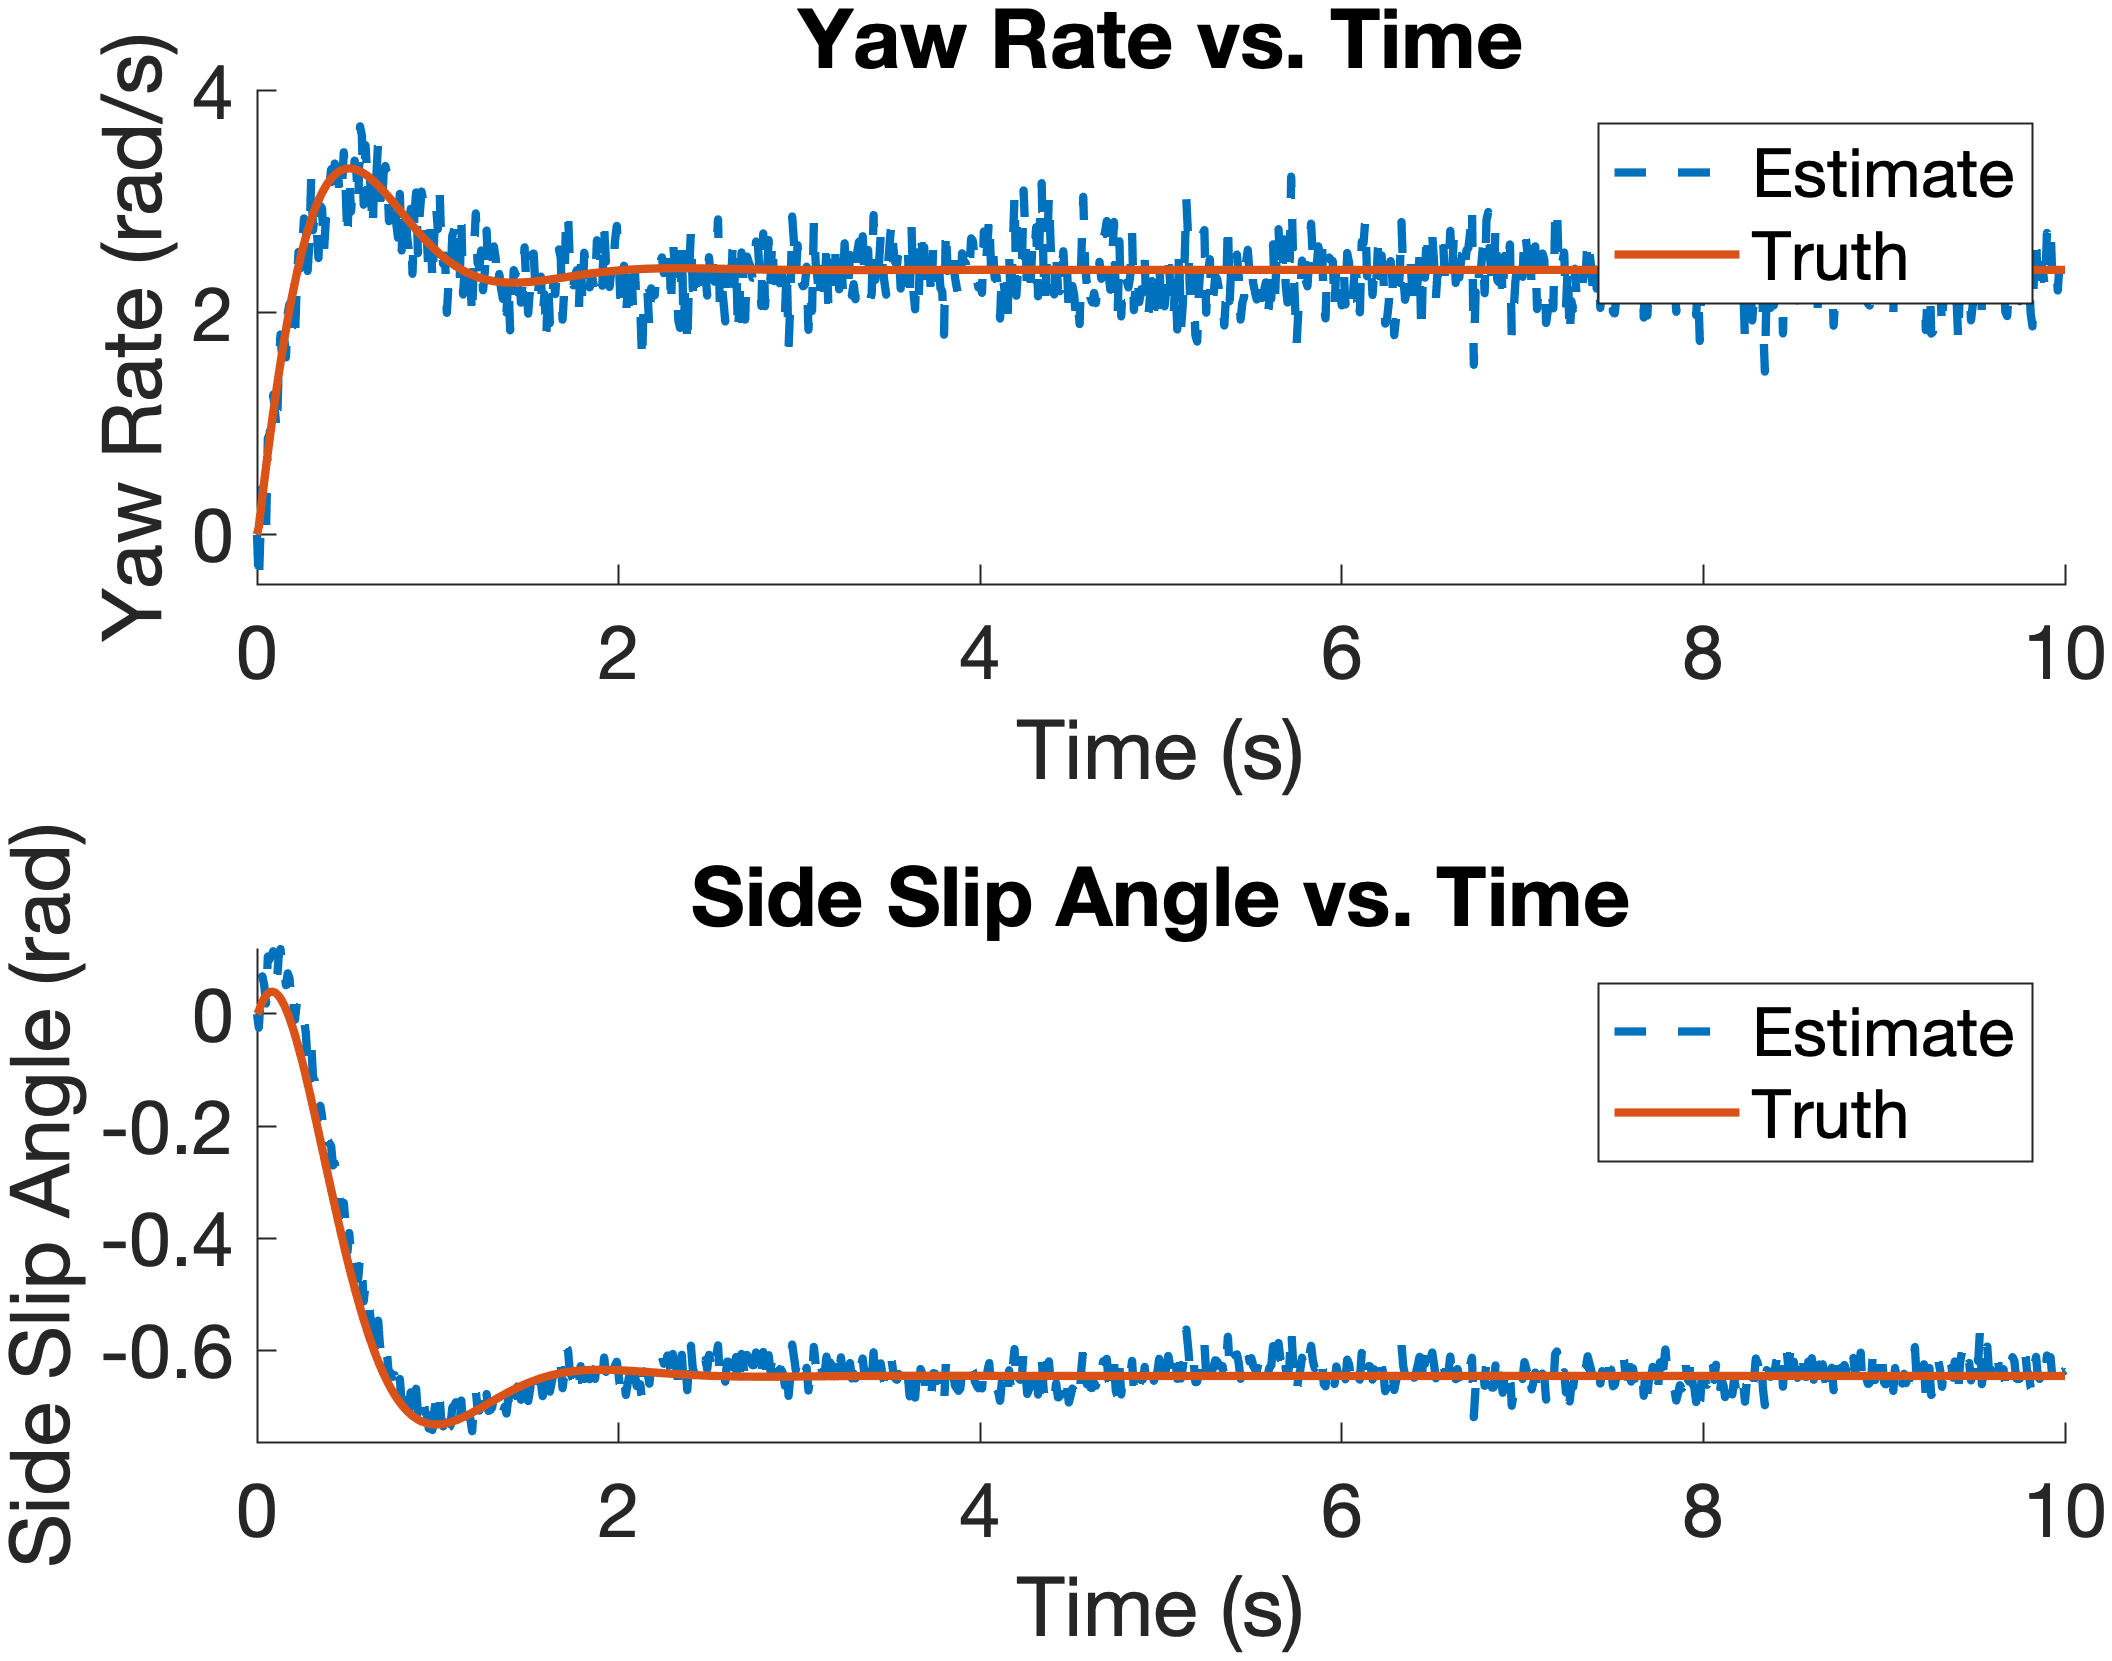 Yaw Rate vs. Time
Yaw Rate (rad/s)
4
2
0
Estimate
Truth
0 2 4 6 8 10
Time (s)
Side Slip Angle vs. Time
Side Slip Angle (rad)
0
-0.2
-0.4
-0.6
Estimate
Truth
0 2 4 6 8 10
Time (s)